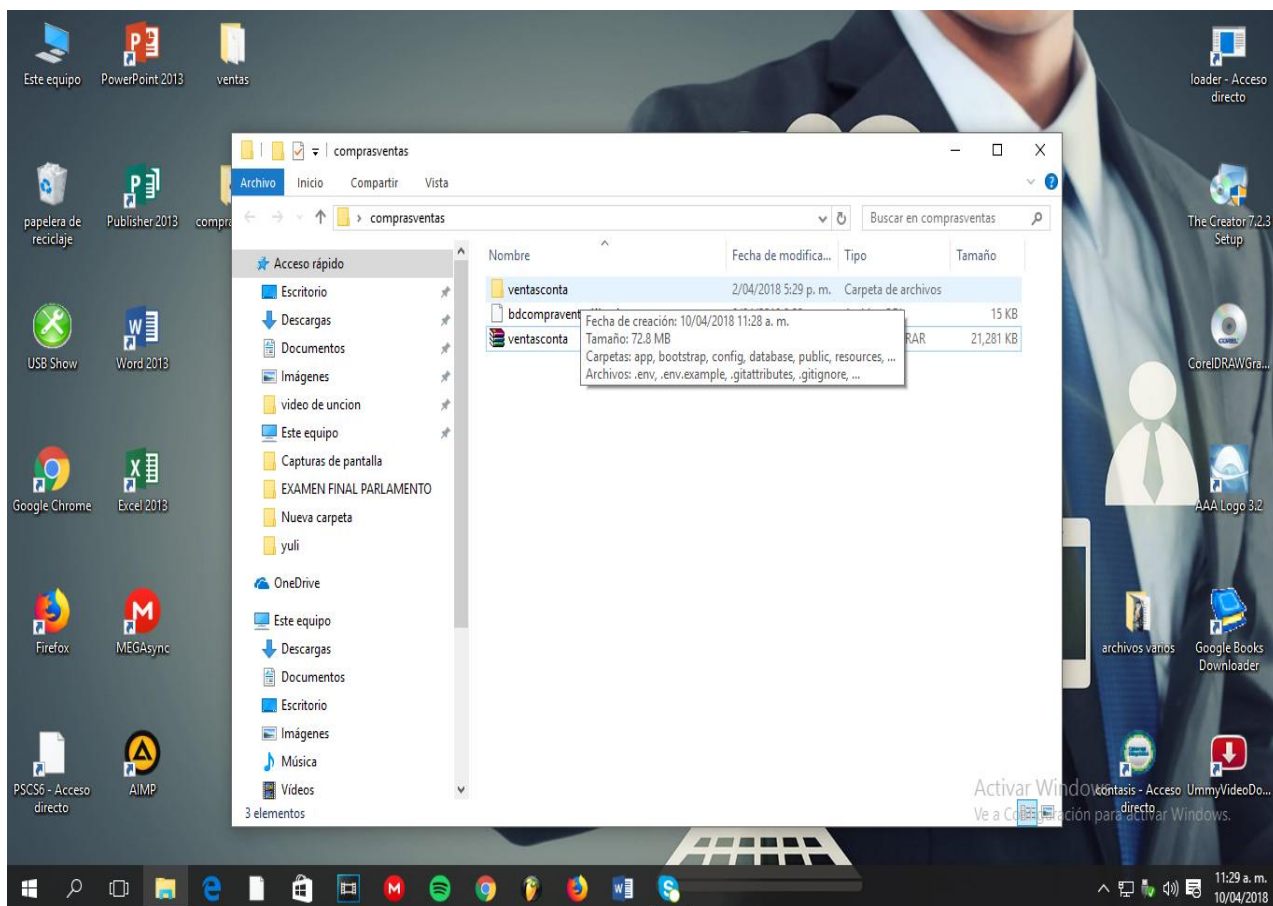 Este equipo
PowerPoint 2013
ventas
loader - Acceso directo
papelera de reciclaje
Publisher 2013
The Creator 7.2.3 Setup
USB Show
Word 2013
CorelDRAWGra...
Google Chrome
Excel 2013
AAA Logo 3.2
Firefox
MEGAsync
archivos varios
Google Books Downloader
PSCS6 - Acceso directo
AIMP
UmmyVideoDo...
comprasventas
Archivo
Inicio
Compartir
Vista
comprasventas
Buscar en comprasventas
Acceso rápido
Escritorio
Descargas
Documentos
Imágenes
video de uncion
Este equipo
Capturas de pantalla
EXAMEN FINAL PARLAMENTO
Nueva carpeta
yuli
OneDrive
Este equipo
Descargas
Documentos
Escritorio
Imágenes
Música
Vídeos
Nombre
Fecha de modifica...
Tipo
Tamaño
ventasconta
2/04/2018 5:29 p. m.
Carpeta de archivos
15 KB
ventasconta
RAR
21,281 KB
Fecha de creación: 10/04/2018 11:28 a. m.
Tamaño: 72.8 MB
Carpetas: app, bootstrap, config, database, public, resources, ...
Archivos: .env, .env.example, .gitattributes, .gitignore, ...
3 elementos
Activar Windows
para activar Windows.
11:29 a. m.
10/04/2018